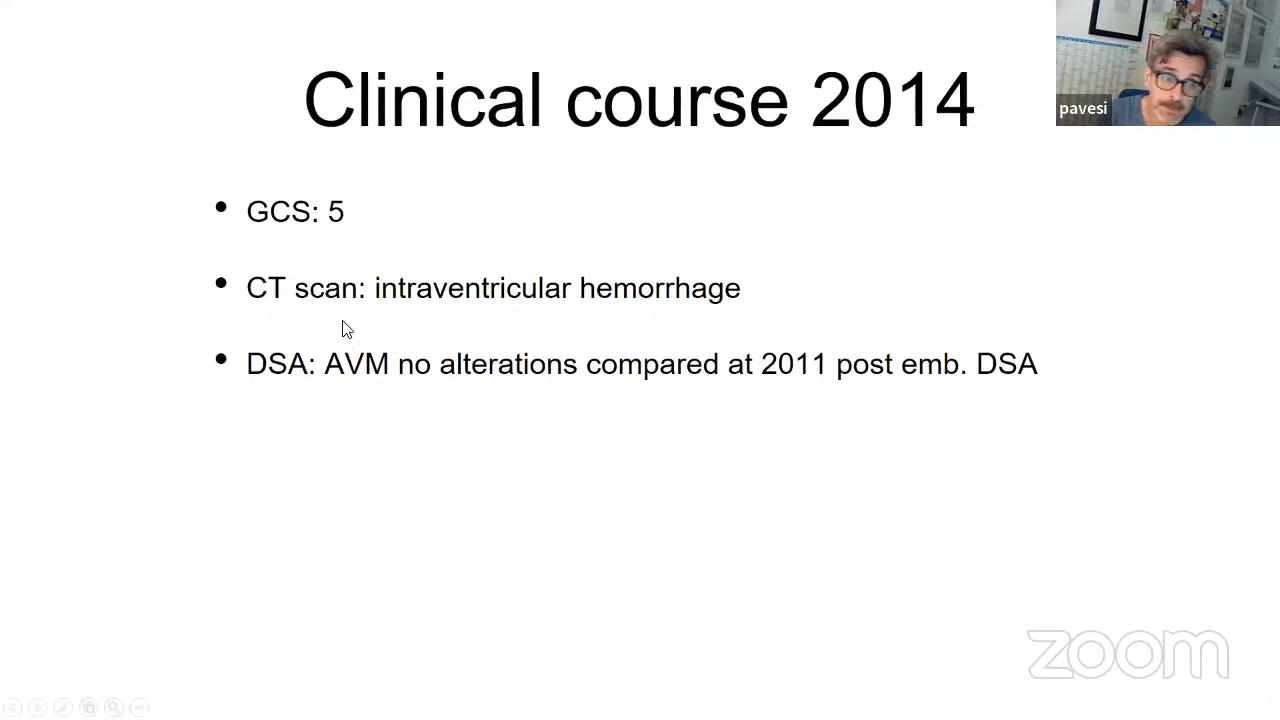 Clinical course 2014
pavesi
• GCS: 5
• CT scan: intraventricular hemorrhage
• DSA: AVM no alterations compared at 2011 post emb. DSA
zoom